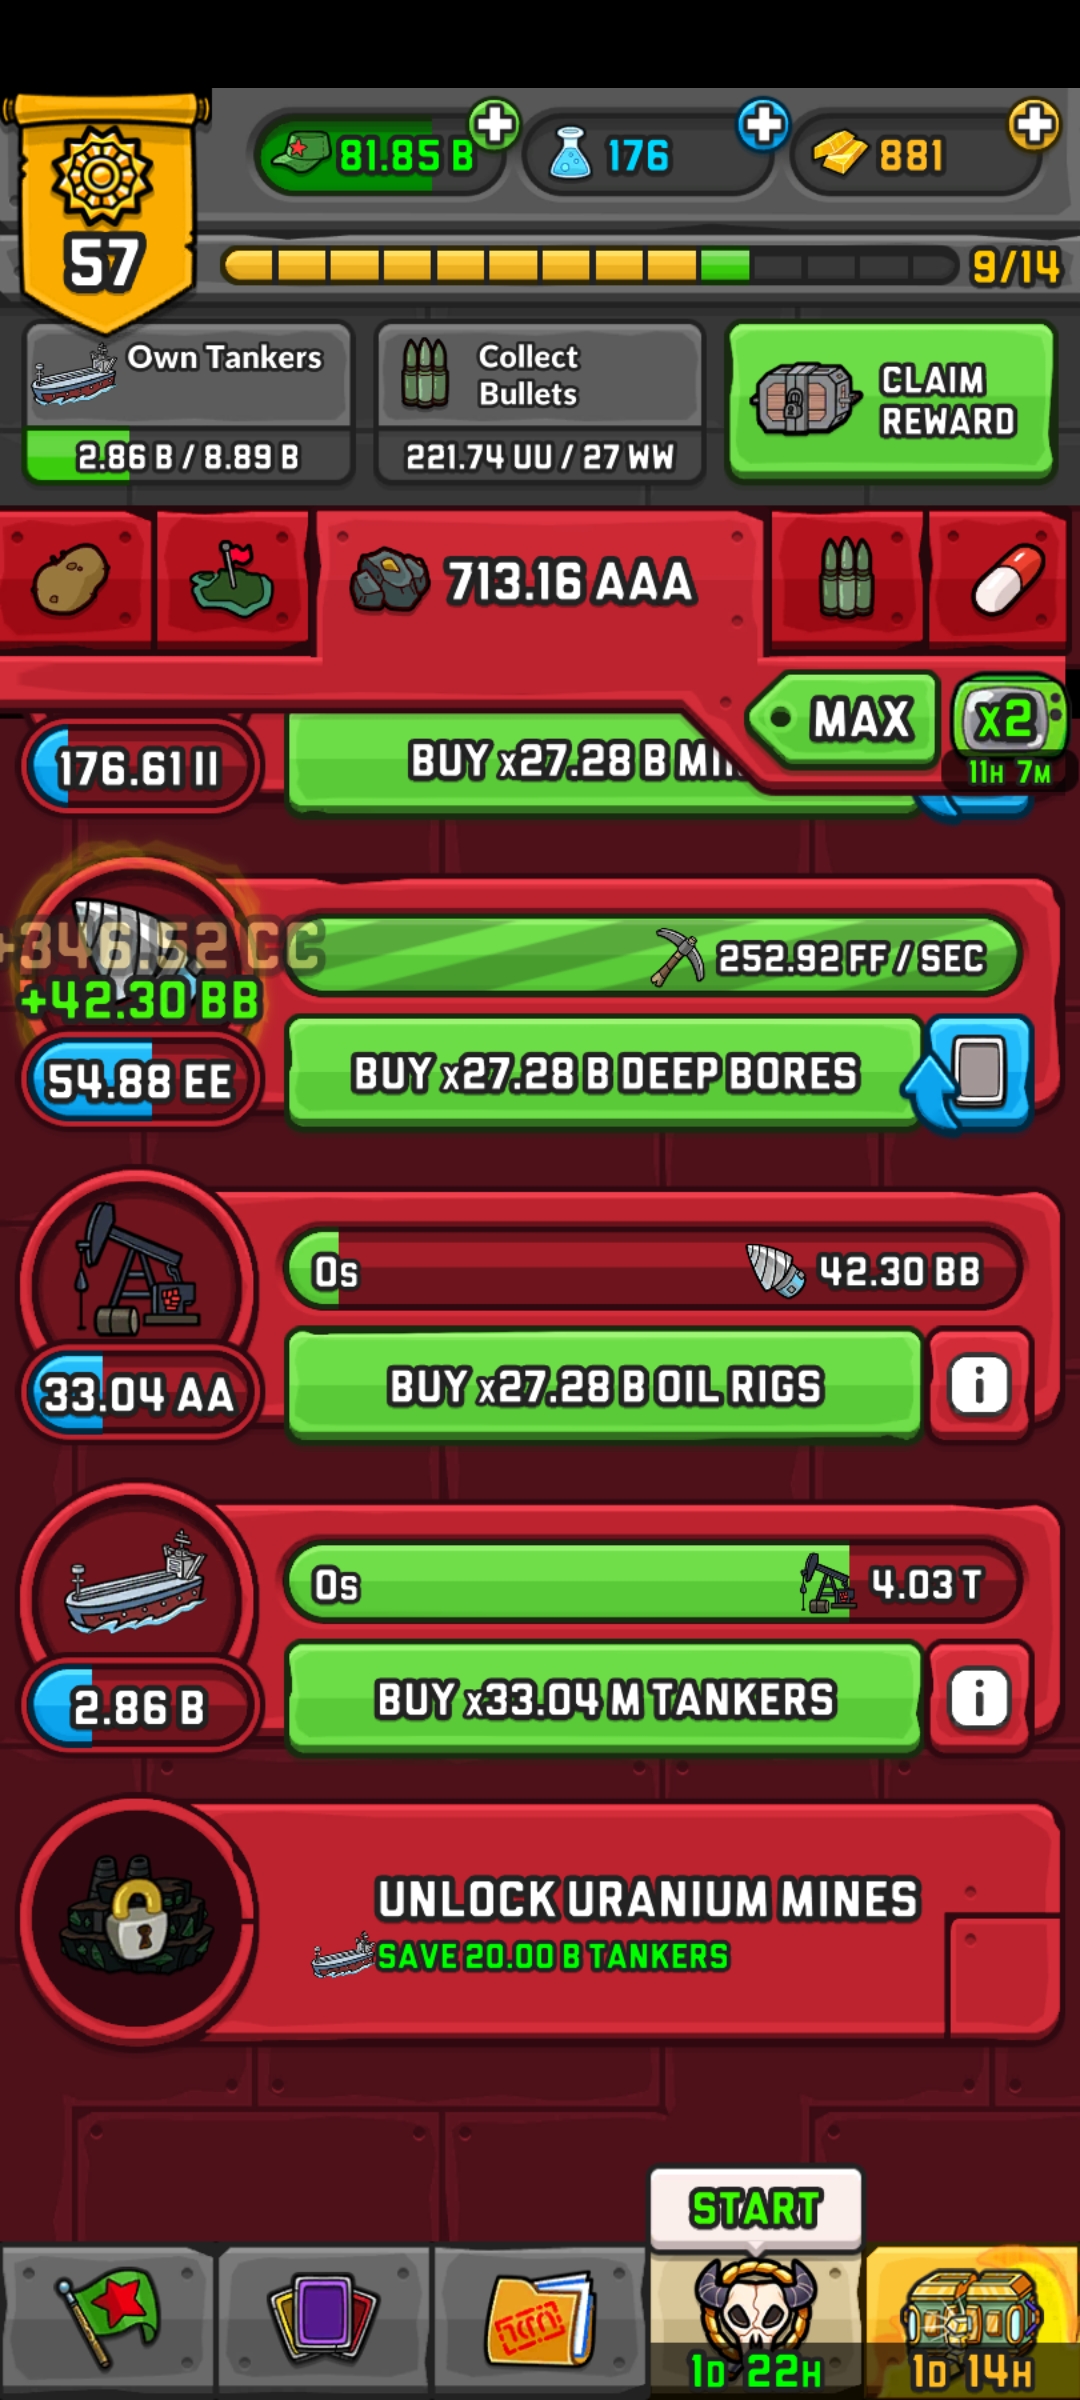 81.85 B
176
881
57
9/14
Own Tankers
2.86 B / 8.89 B
Collect
Bullets
221.74 UU / 27 WW
CLAIM
REWARD
713.16 AAA
MAX
x2
11H 7M
176.61 II
BUY x27.28 B
+346.52 CC
+42.30 BB
252.92 FF / SEC
54.88 EE
BUY x27.28 B DEEP BORES
0s
42.30 BB
33.04 AA
BUY x27.28 B OIL RIGS
i
0s
4.03 T
2.86 B
BUY x33.04 M TANKERS
i
UNLOCK URANIUM MINES
SAVE 20.00 B TANKERS
START
1D 22H
1D 14H